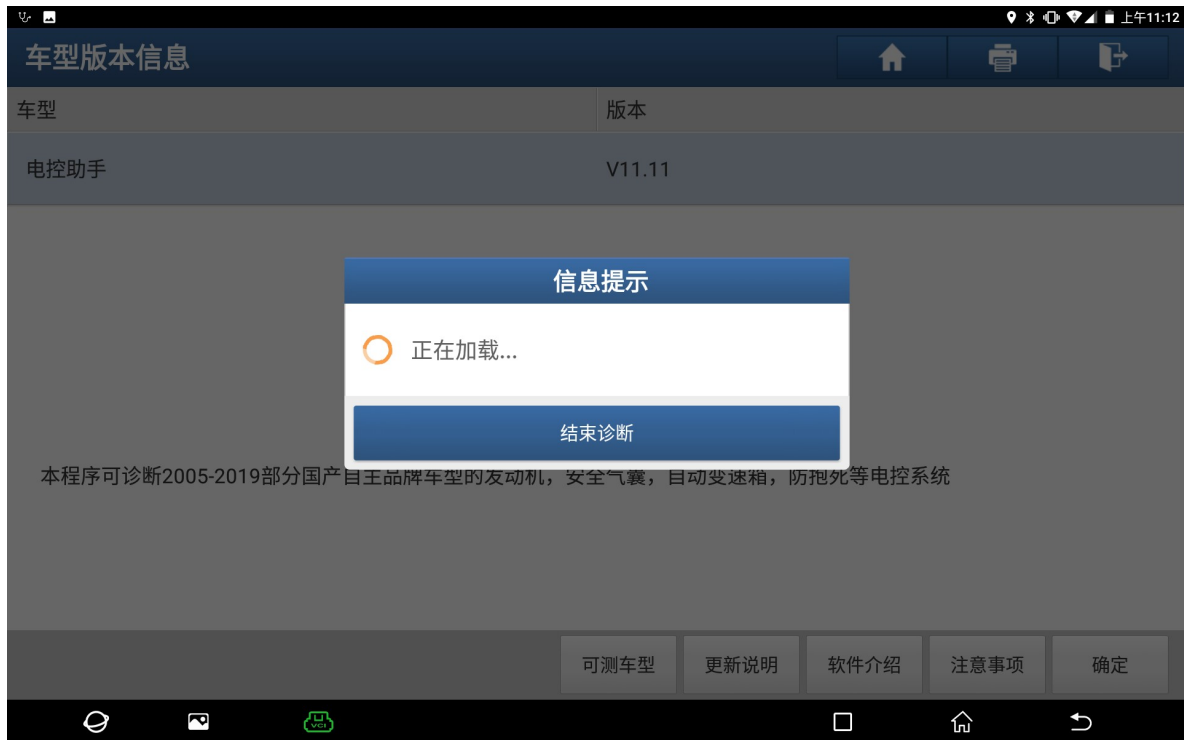 上午11:12
车型版本信息
车型 版本
电控助手 V11.11
信息提示
正在加载...
结束诊断
本程序可诊断2005-2019部分国产自主品牌车型的发动机，安全气囊，自动变速箱，防抱死等电控系统
可测车型 更新说明 软件介绍 注意事项 确定
VCI